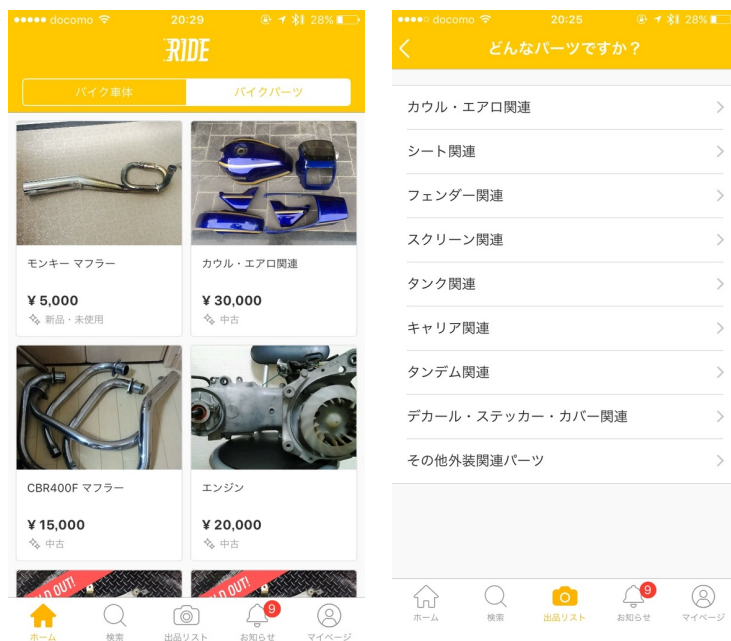 docomo 20:29 28%
RIDE
バイク車体 バイクパーツ
モンキー マフラー
¥ 5,000
新品・未使用
カウル・エアロ関連
¥ 30,000
中古
CBR400F マフラー
¥ 15,000
中古
エンジン
¥ 20,000
中古
OUT!
OUT!
ホーム 検索 出品リスト 9 お知らせ マイページ
docomo 20:25 28%
どんなパーツですか？
カウル・エアロ関連
シート関連
フェンダー関連
スクリーン関連
タンク関連
キャリア関連
タンデム関連
デカール・ステッカー・カバー関連
その他外装関連パーツ
ホーム 検索 出品リスト 9 お知らせ マイページ